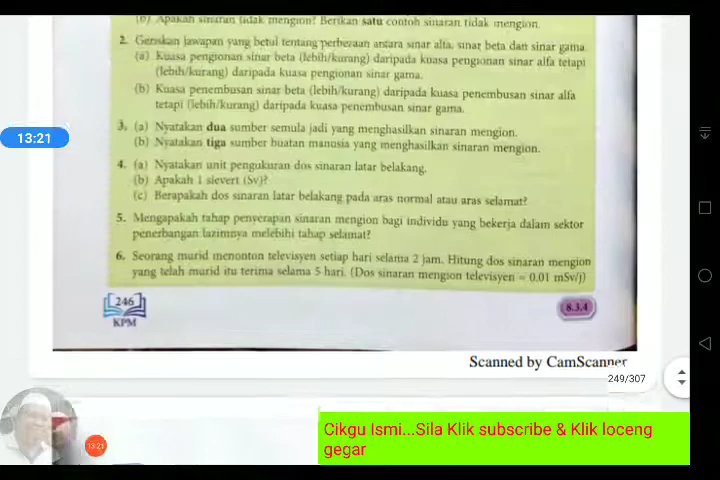 (b) Apakah sinaran tidak mengion? Berikan satu contoh sinaran tidak mengion.
2. Gariskan jawapan yang betul tentang perbezaan antara sinar alfa, sinar beta dan sinar gama.
(a) Kuasa pengionan sinar beta (lebih/kurang) daripada kuasa pengionan sinar alfa tetapi
(lebih/kurang) daripada kuasa pengionan sinar gama.
(b) Kuasa penembusan sinar beta (lebih/kurang) daripada kuasa penembusan sinar alfa
tetapi (lebih/kurang) daripada kuasa penembusan sinar gama.
3. (a) Nyatakan dua sumber semula jadi yang menghasilkan sinaran mengion.
(b) Nyatakan tiga sumber buatan manusia yang menghasilkan sinaran mengion.
13:21
4. (a) Nyatakan unit pengukuran dos sinaran latar belakang.
(b) Apakah 1 sievert (Sv)?
(c) Berapakah dos sinaran latar belakang pada aras normal atau aras selamat?
5. Mengapakah tahap penyerapan sinaran mengion bagi individu yang bekerja dalam sektor
penerbangan lazimnya melebihi tahap selamat?
6. Seorang murid menonton televisyen setiap hari selama 2 jam. Hitung dos sinaran mengion
yang telah murid itu terima selama 5 hari. (Dos sinaran mengion televisyen = 0.01 mSv/j)
246
KPM
8.3.4
Scanned by CamScanner
249/307
13:21
Cikgu Ismi...Sila Klik subscribe & Klik loceng
gegar